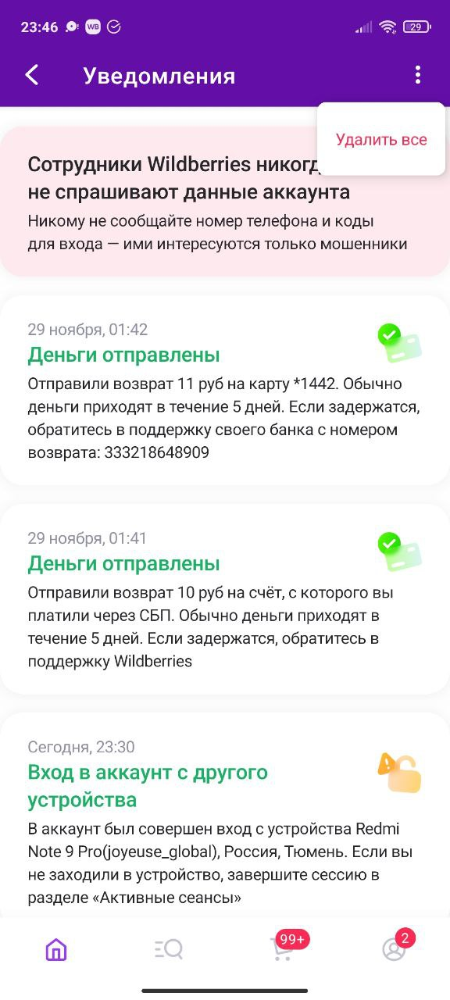 23:46 WB 29
Уведомления
Удалить все
Сотрудники Wildberries никогд
не спрашивают данные аккаунта
Никому не сообщайте номер телефона и коды
для входа — ими интересуются только мошенники
29 ноября, 01:42
Деньги отправлены
Отправили возврат 11 руб на карту *1442. Обычно
деньги приходят в течение 5 дней. Если задержатся,
обратитесь в поддержку своего банка с номером
возврата: 333218648909
29 ноября, 01:41
Деньги отправлены
Отправили возврат 10 руб на счёт, с которого вы
платили через СБП. Обычно деньги приходят в
течение 5 дней. Если задержатся, обратитесь в
поддержку Wildberries
Сегодня, 23:30
Вход в аккаунт с другого
устройства
В аккаунт был совершен вход с устройства Redmi
Note 9 Pro(joyeuse_global), Россия, Тюмень. Если вы
не заходили в устройство, завершите сессию в
разделе «Активные сеансы»
99+ 2